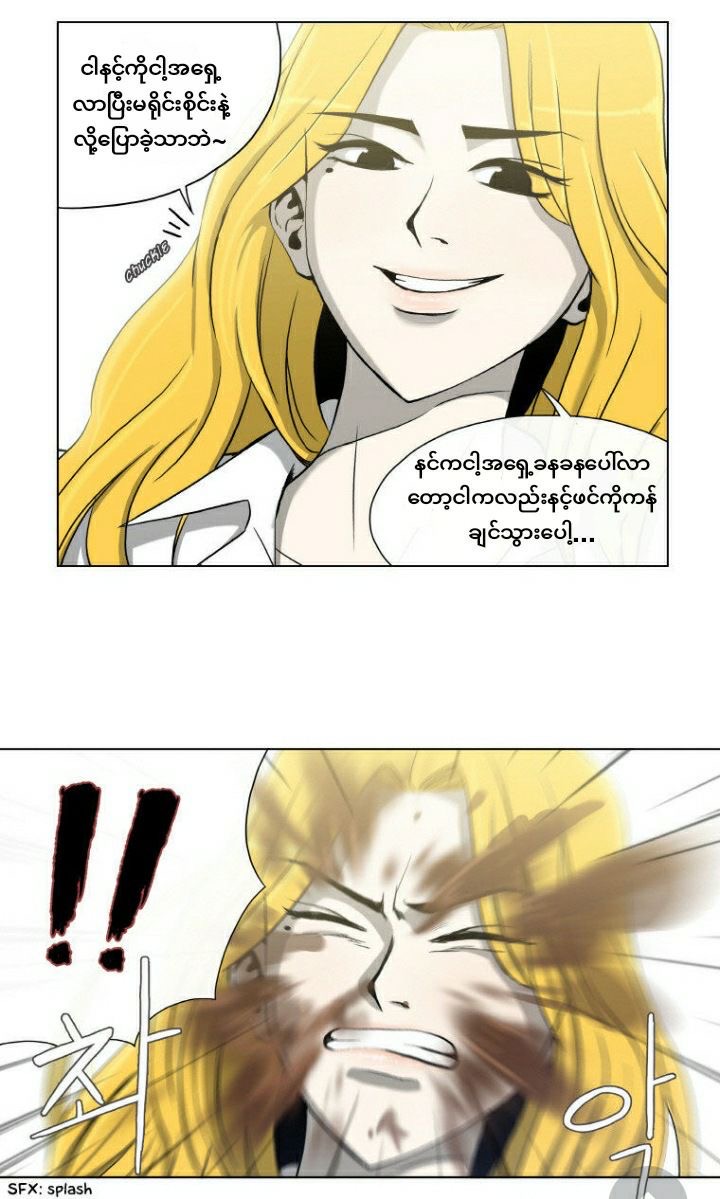 ငါနင့်ကိုငါ့အရှေ့
လာပြီးမရိုင်းစိုင်းနဲ့
လို့ပြောခဲ့သာဘဲ~
chuckle
နင်ကငါ့အရှေ့ခနခနပေါ်လာ
တော့ငါကလည်းနင့်ဖင်ကိုကန်
ချင်သွားပေါ့...
!!
촤
악
SFX: splash